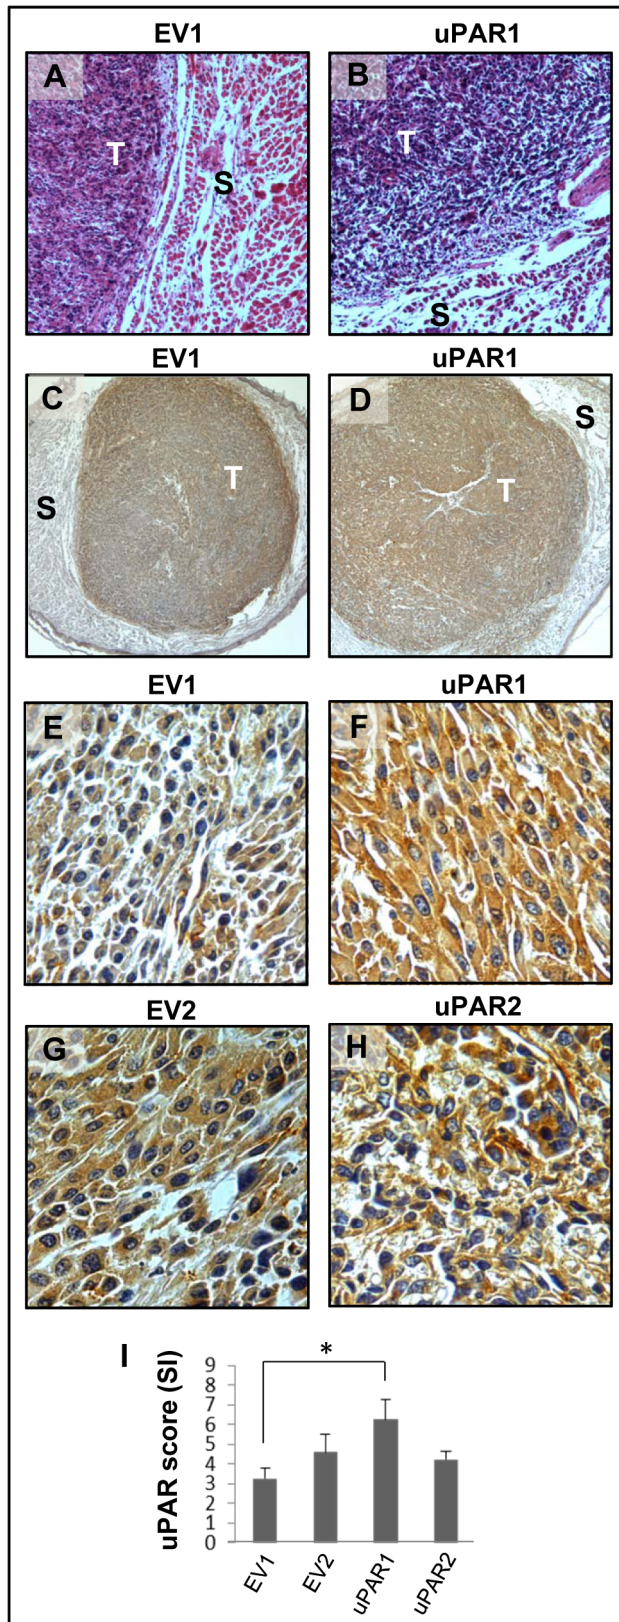 EV1 uPAR1
A B
T T
S S
EV1 uPAR1
C D
S T T S
EV1 uPAR1
E F
EV2 uPAR2
G H
I
*
uPAR score (SI)
9
8
7
6
5
4
3
2
1
0
EV1 EV2 uPAR1 uPAR2